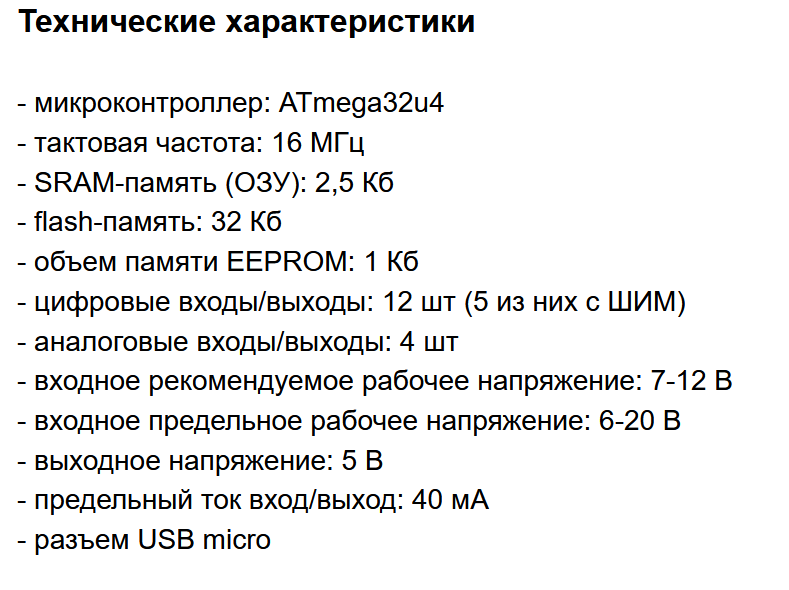 Технические характеристики
- микроконтроллер: ATmega32u4
- тактовая частота: 16 МГц
- SRAM-память (ОЗУ): 2,5 Кб
- flash-память: 32 Кб
- объем памяти EEPROM: 1 Кб
- цифровые входы/выходы: 12 шт (5 из них с ШИМ)
- аналоговые входы/выходы: 4 шт
- входное рекомендуемое рабочее напряжение: 7-12 В
- входное предельное рабочее напряжение: 6-20 В
- выходное напряжение: 5 В
- предельный ток вход/выход: 40 мА
- разъем USB micro